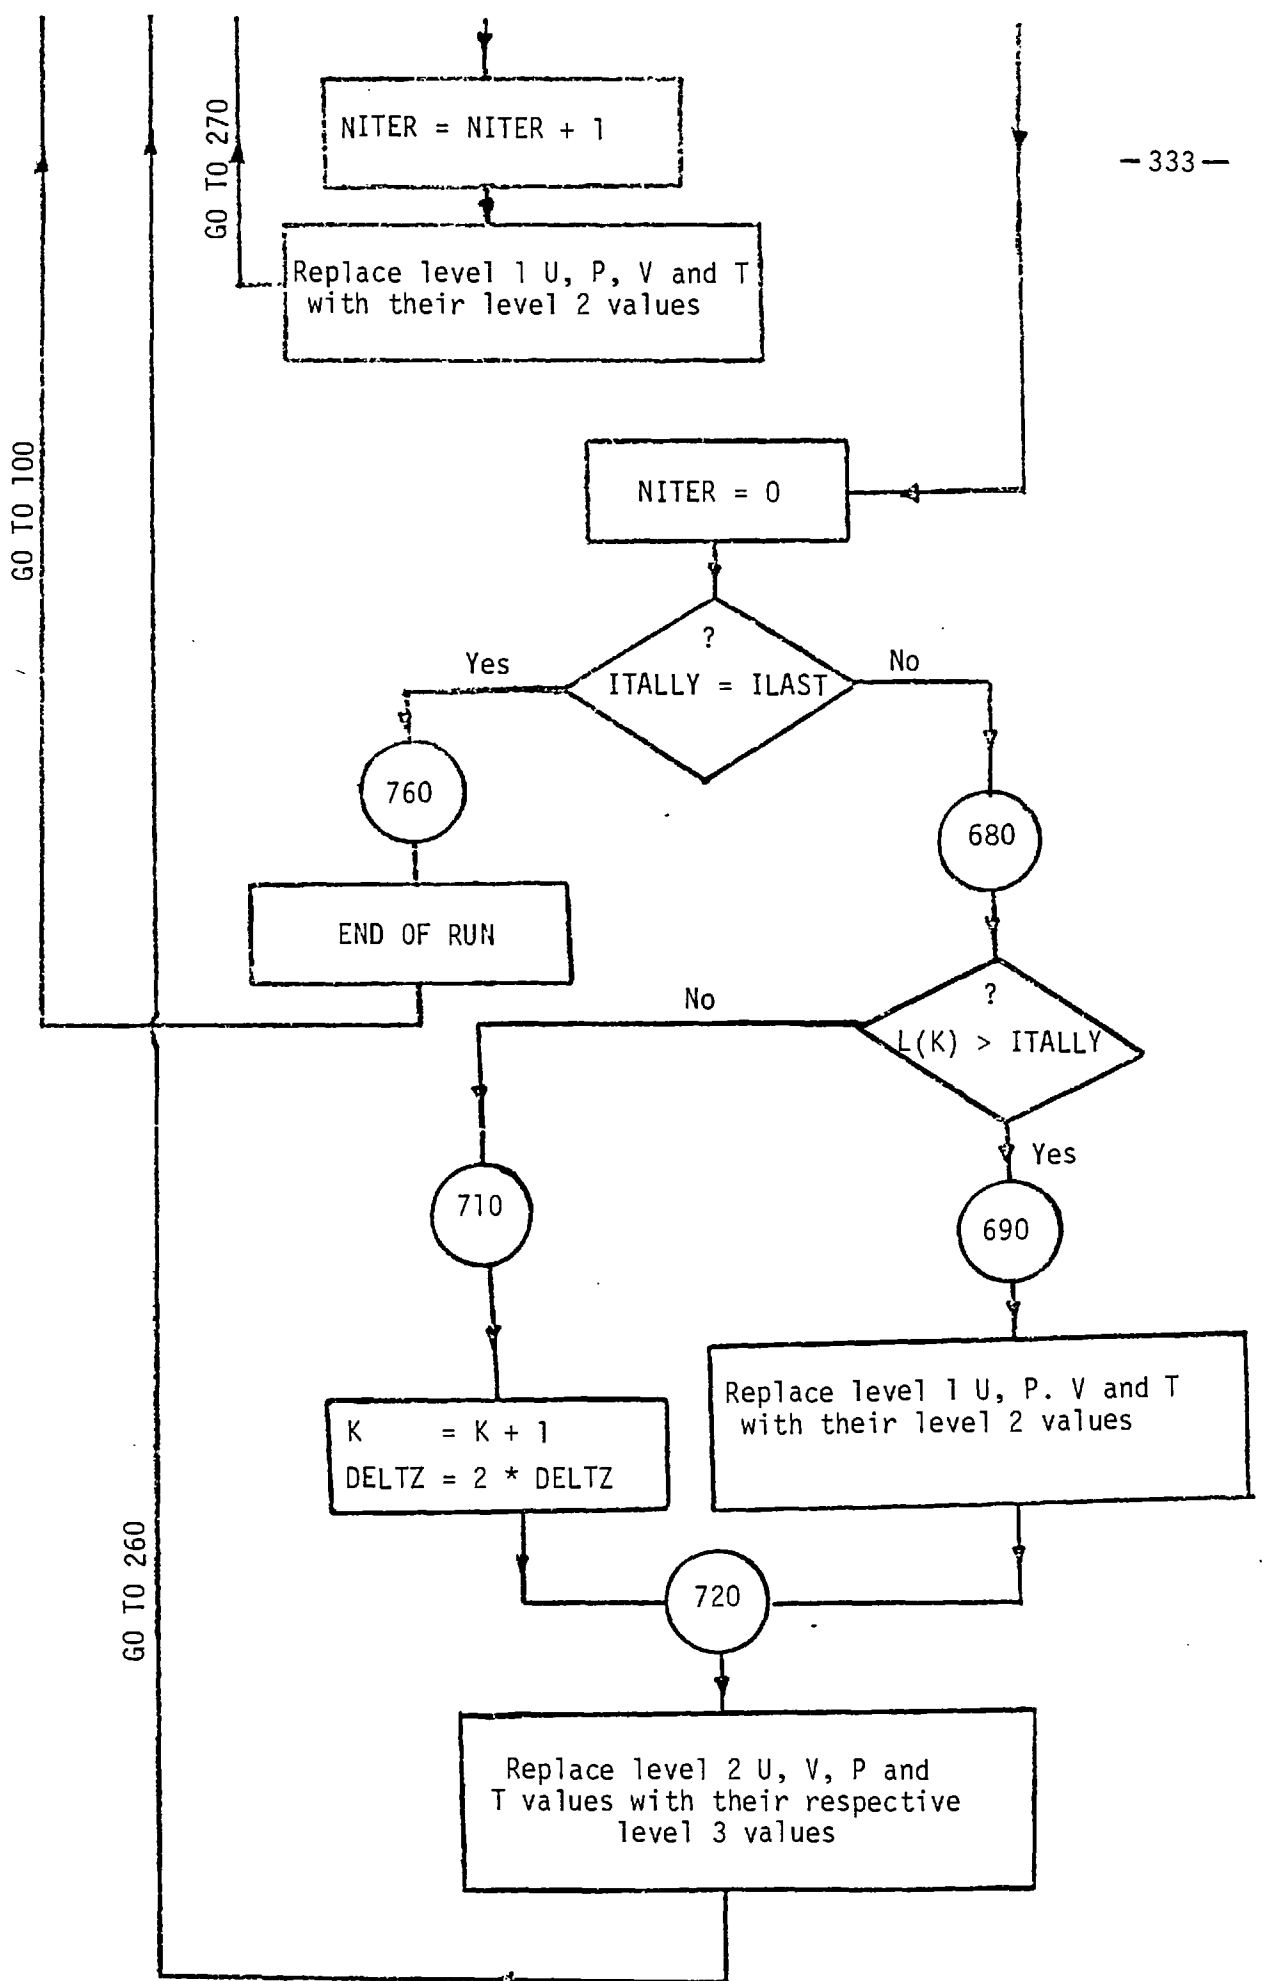 GO TO 270
NITER = NITER + 1
— 333 —
Replace level 1 U, P, V and T
with their level 2 values
GO TO 100
NITER = 0
?
ITALLY = ILAST
Yes
No
760
680
END OF RUN
?
L(K) > ITALLY
No
Yes
710
690
K = K + 1
DELTZ = 2 * DELTZ
Replace level 1 U, P. V and T
with their level 2 values
GO TO 260
720
Replace level 2 U, V, P and
T values with their respective
level 3 values